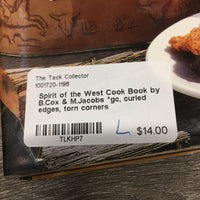 The Tack Collector
1001720-1198
Spirit of the West Cook Book by
B.Cox & M.Jacobs *gc, curled
edges, torn corners
TLKHP7
L $14.00